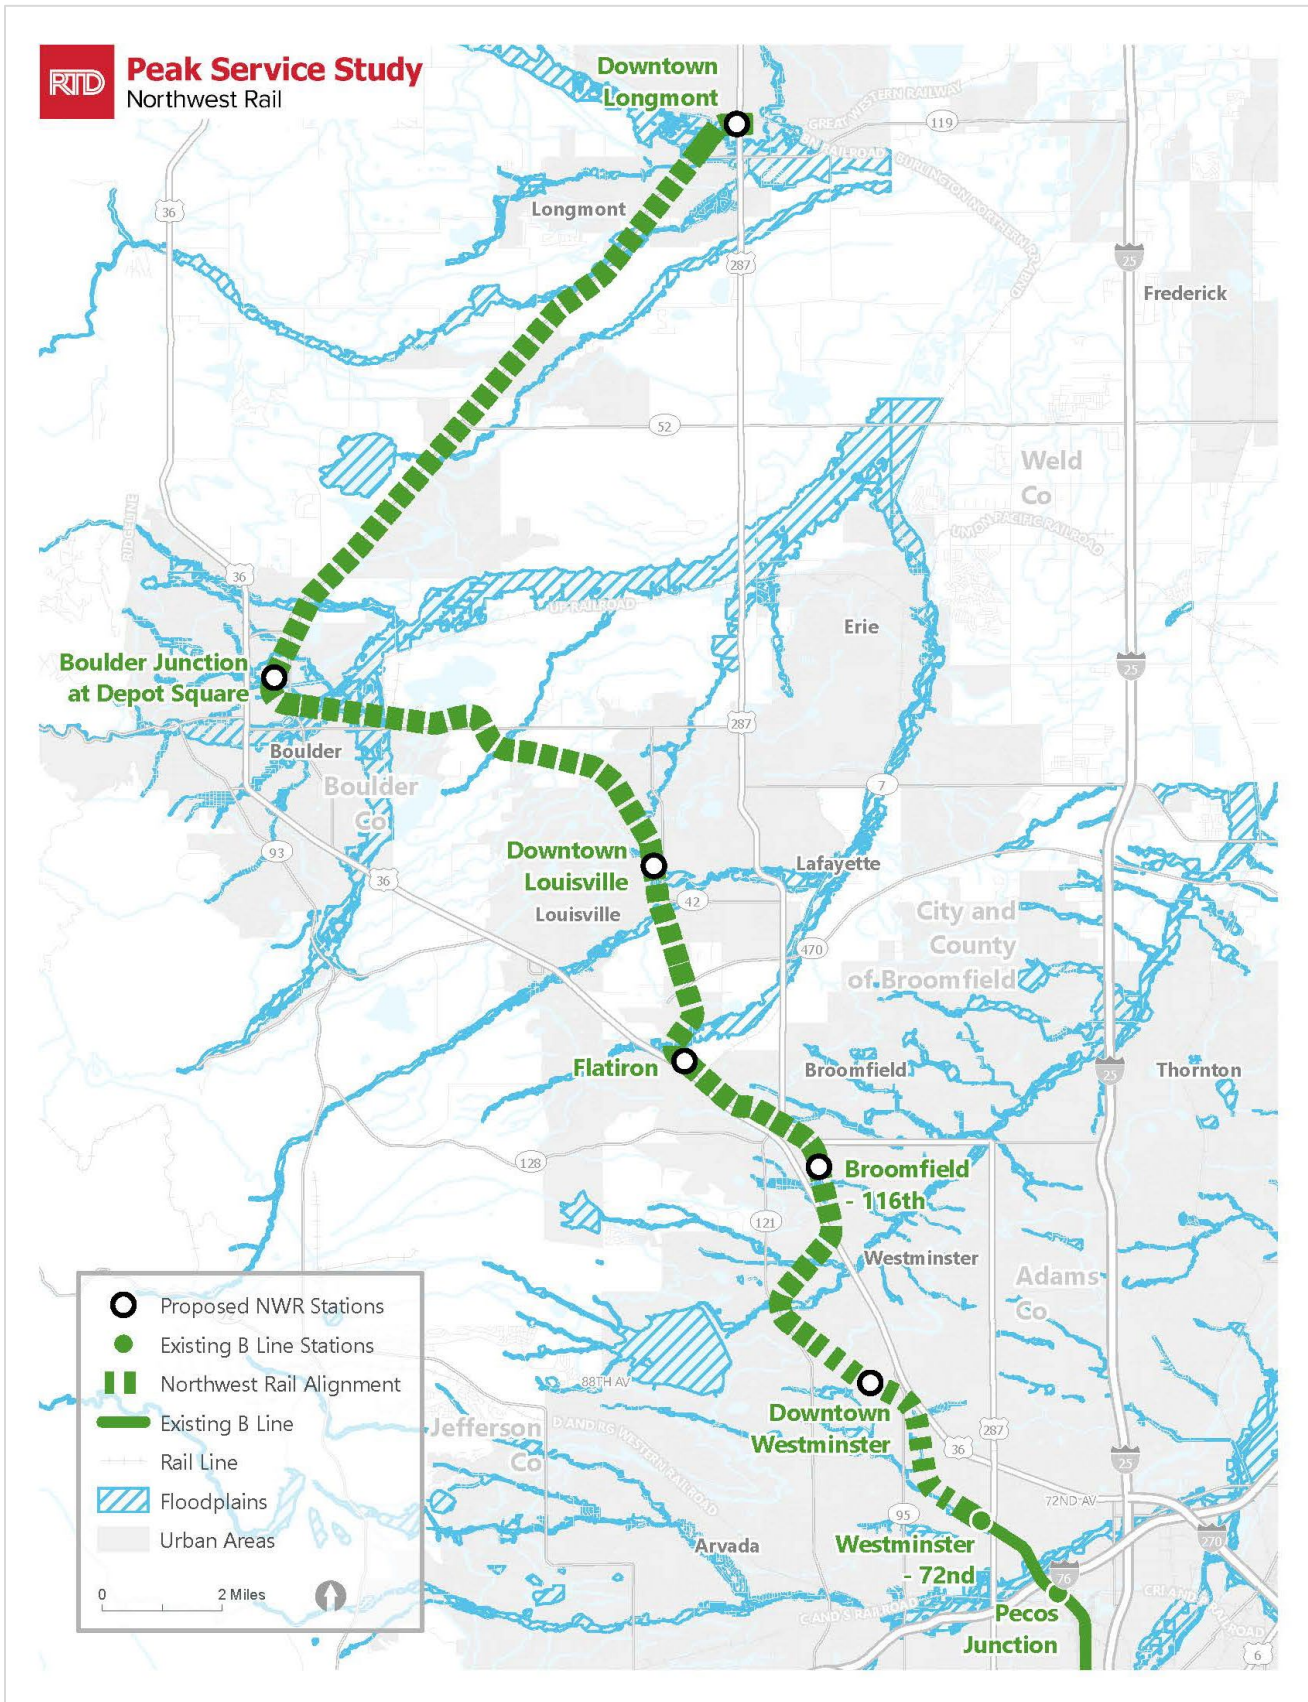 RTD
Peak Service Study
Northwest Rail
Downtown
Longmont
GREAT WESTERN RAILWAY
119
BN RAILROAD
BURLINGTON NORTHERN RAILROAD
36
Longmont
287
25
Frederick
52
Weld
Co
RIDGELINE
UNION PACIFIC RAILROAD
36
UP RAILROAD
Erie
Boulder Junction
at Depot Square
25
287
Boulder
Boulder
Co
7
93
36
Downtown
Louisville
Lafayette
Louisville
42
City and
County
of Broomfield
470
Flatiron
Broomfield
25
Thornton
128
Broomfield
- 116th
121
Westminster
Adams
Co
Proposed NWR Stations
Existing B Line Stations
Northwest Rail Alignment
Existing B Line
Rail Line
Floodplains
Urban Areas
0
2 Miles
88TH AV
Jefferson
Co
D AND RG WESTERN RAILROAD
Downtown
Westminster
287
36
25
72ND AV
95
270
Westminster
- 72nd
Arvada
76
Pecos
Junction
C AND S RAILROAD
6